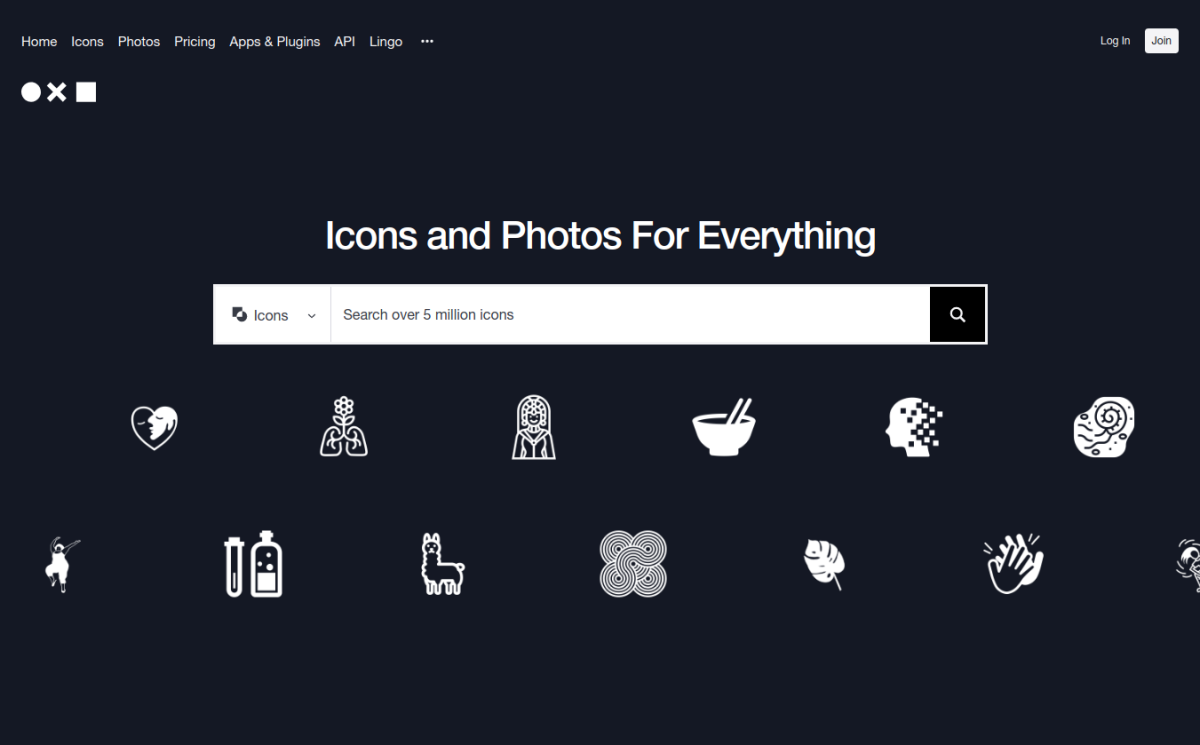 Home Icons Photos Pricing Apps & Plugins API Lingo ••• Log In Join
Icons and Photos For Everything
Icons Search over 5 million icons